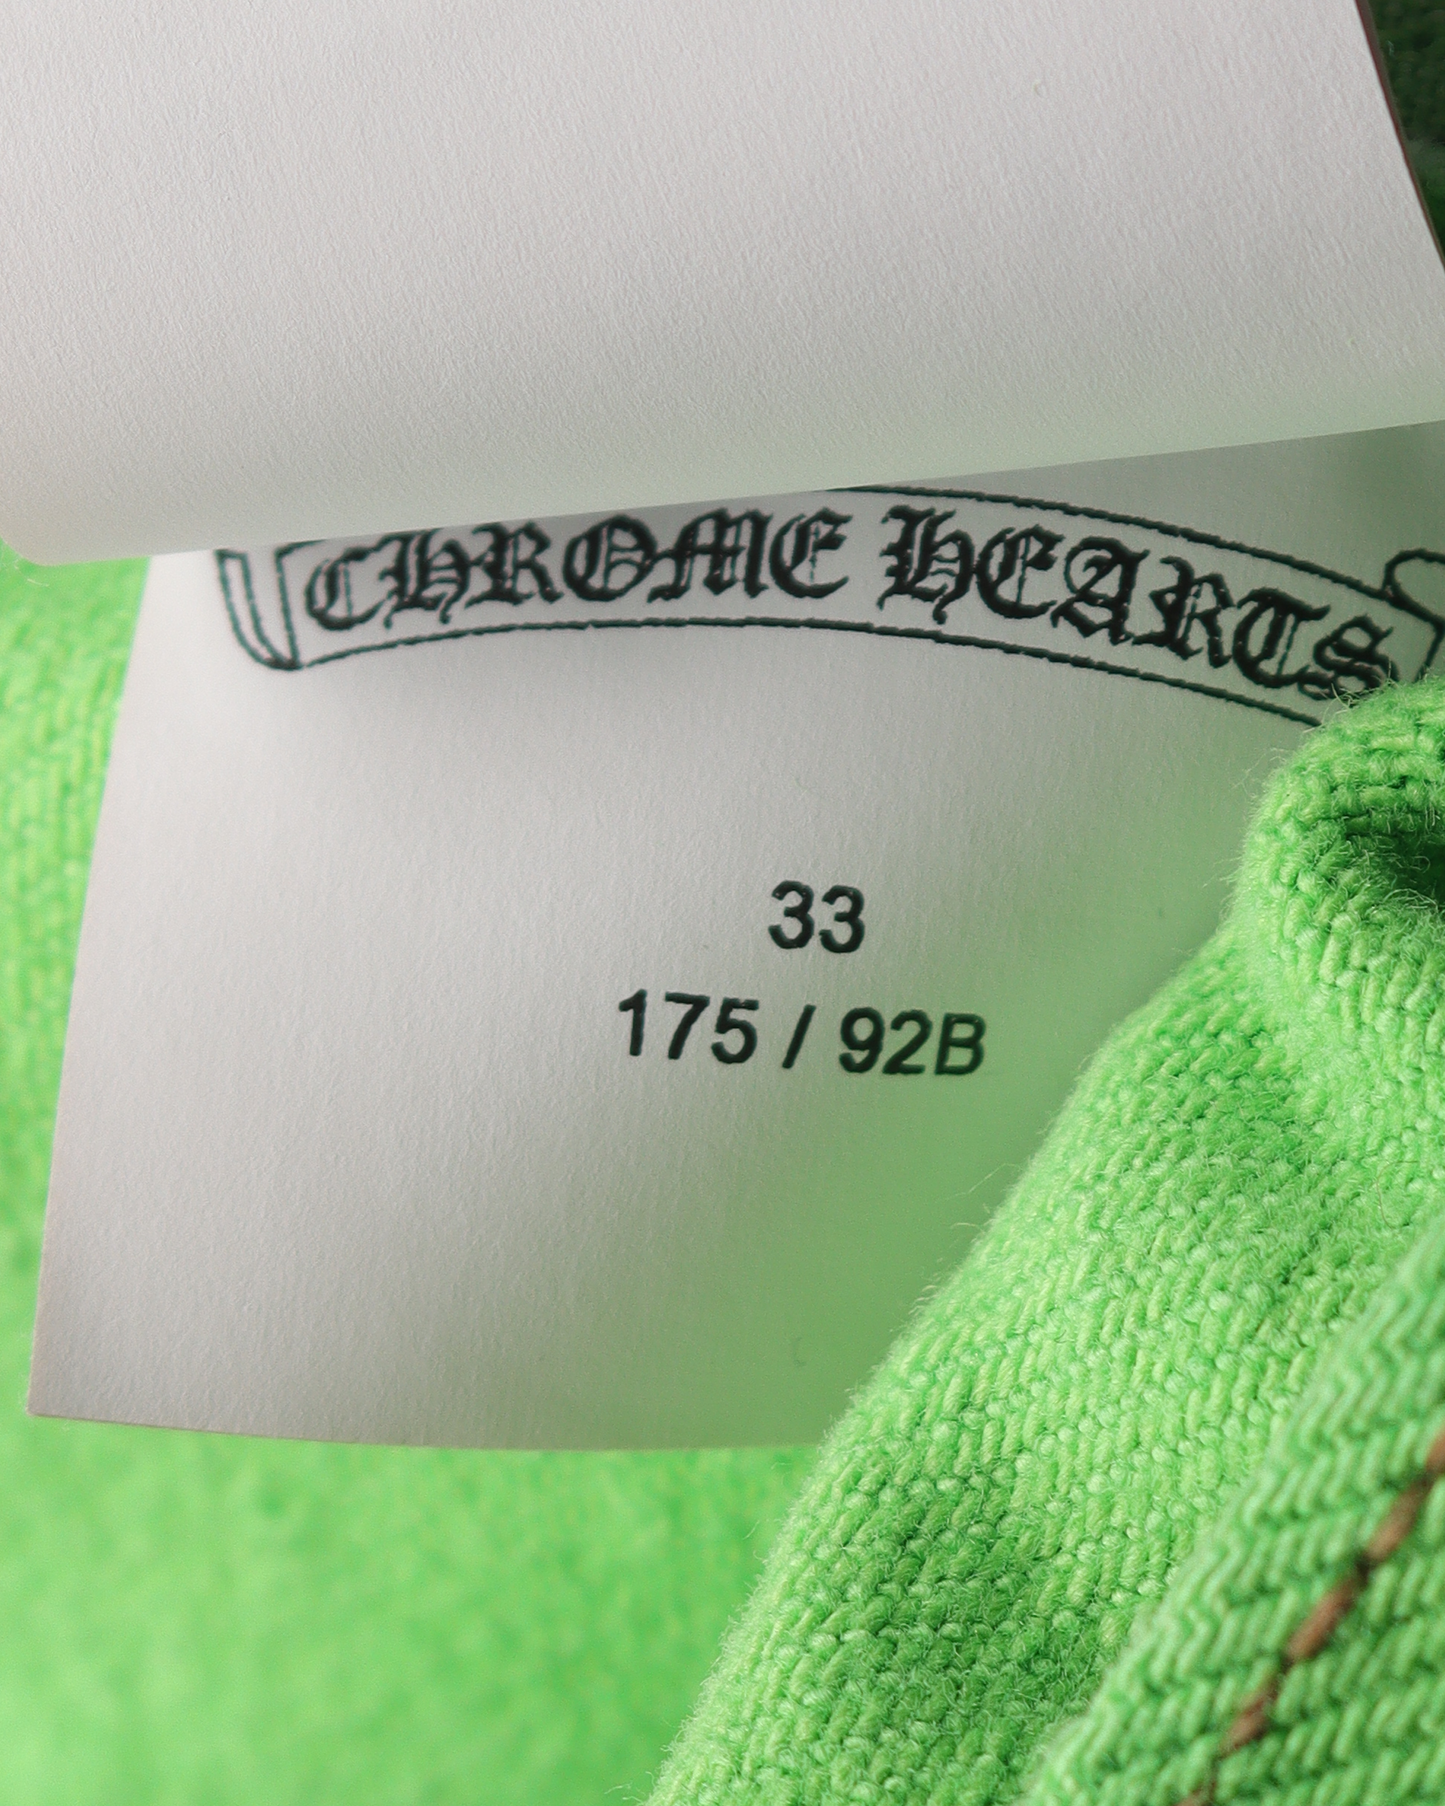 CHROME HEARTS
33
175 / 92B